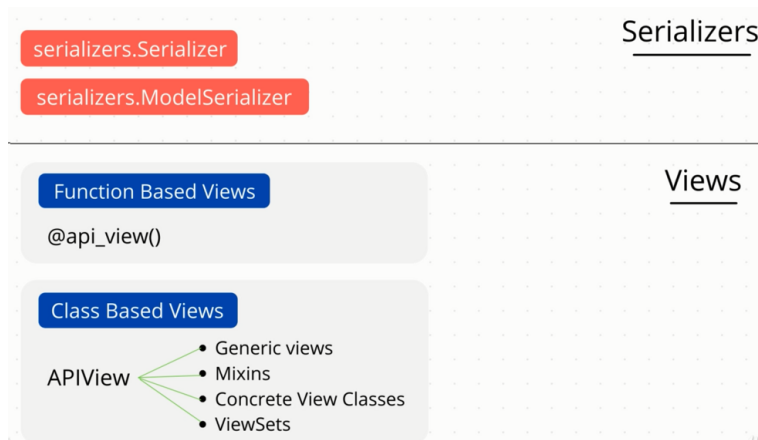 Serializers
serializers.Serializer
serializers.ModelSerializer
Views
Function Based Views
@api_view()
Class Based Views
APIView
Generic views
Mixins
Concrete View Classes
ViewSets